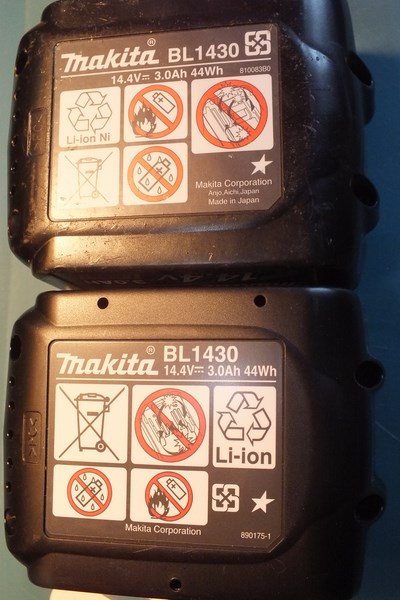 makita® BL1430
14.4V⎓ 3.0Ah 44Wh
810083B0
Li-ion Ni
Makita Corporation
Anjo, Aichi, Japan
Made in Japan
makita® BL1430
14.4V⎓ 3.0Ah 44Wh
Li-ion
Makita Corporation
890175-1